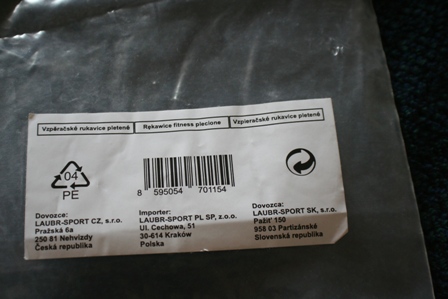 Vzpěračské rukavice pletené
Rękawice fitness plecione
Vzpieračské rukavice pletené
04
PE
8 595054 701154
Dovozce:
LAUBR-SPORT CZ, s.r.o.
Pražská 6a
250 81 Nehvizdy
Česká republika
Importer:
LAUBR-SPORT PL SP, z.o.o.
Ul. Cechowa, 51
30-614 Kraków
Polska
Dovozca:
LAUBR-SPORT SK, s.r.o.
Pažiť 150
958 03 Partizánské
Slovenská republika